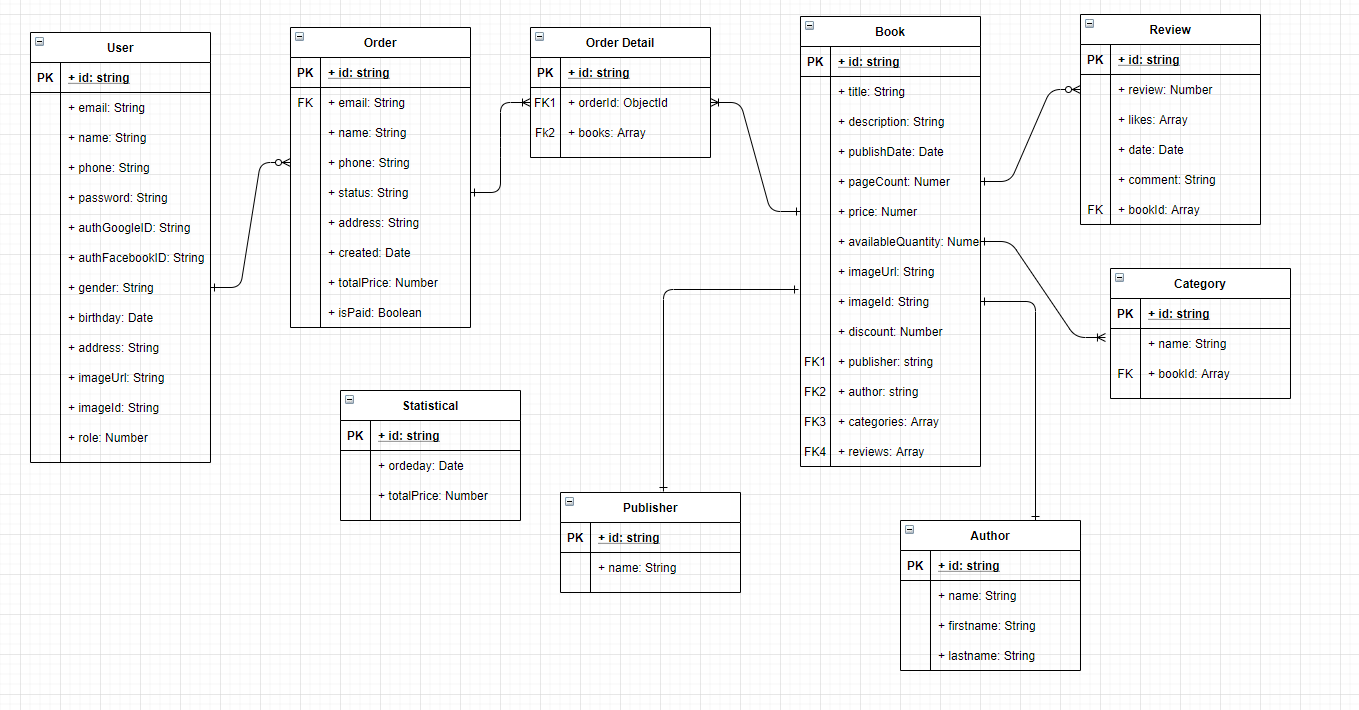 User
PK + id: string
+ email: String
+ name: String
+ phone: String
+ password: String
+ authGoogleID: String
+ authFacebookID: String
+ gender: String
+ birthday: Date
+ address: String
+ imageUrl: String
+ imageId: String
+ role: Number
Order
PK + id: string
FK + email: String
+ name: String
+ phone: String
+ status: String
+ address: String
+ created: Date
+ totalPrice: Number
+ isPaid: Boolean
Order Detail
PK + id: string
FK1 + orderId: ObjectId
Fk2 + books: Array
Book
PK + id: string
+ title: String
+ description: String
+ publishDate: Date
+ pageCount: Numer
+ price: Numer
+ availableQuantity: Nume
+ imageUrl: String
+ imageId: String
+ discount: Number
FK1 + publisher: string
FK2 + author: string
FK3 + categories: Array
FK4 + reviews: Array
Review
PK + id: string
+ review: Number
+ likes: Array
+ date: Date
+ comment: String
FK + bookId: Array
Category
PK + id: string
+ name: String
FK + bookId: Array
Statistical
PK + id: string
+ ordeday: Date
+ totalPrice: Number
Publisher
PK + id: string
+ name: String
Author
PK + id: string
+ name: String
+ firstname: String
+ lastname: String